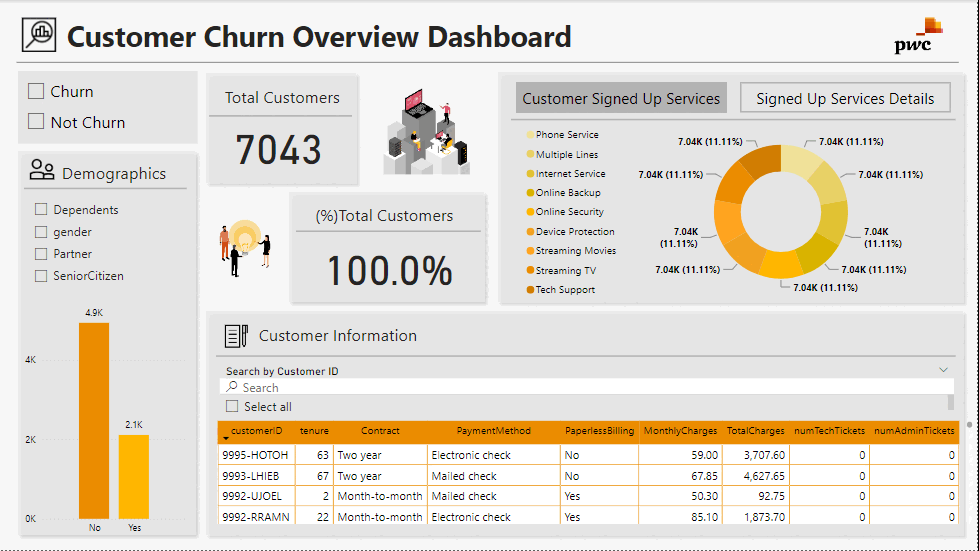 Customer Churn Overview Dashboard
pwc
Churn
Not Churn
Demographics
Dependents
gender
Partner
SeniorCitizen
4.9K
2.1K
4K
2K
0K
No Yes
Total Customers
7043
(%)Total Customers
100.0%
Customer Signed Up Services
Signed Up Services Details
Phone Service
Multiple Lines
Internet Service
Online Backup
Online Security
Device Protection
Streaming Movies
Streaming TV
Tech Support
7.04K (11.11%)
7.04K (11.11%)
7.04K (11.11%)
7.04K (11.11%)
7.04K
(11.11%)
7.04K
(11.11%)
7.04K (11.11%)
7.04K (11.11%)
7.04K (11.11%)
Customer Information
Search by Customer ID
Search
Select all
customerID tenure Contract PaymentMethod PaperlessBilling MonthlyCharges TotalCharges numTechTickets numAdminTickets
9995-HOTOH 63 Two year Electronic check No 59.00 3,707.60 0 0
9993-LHIEB 67 Two year Mailed check No 67.85 4,627.65 0 0
9992-UJOEL 2 Month-to-month Mailed check Yes 50.30 92.75 0 0
9992-RRAMN 22 Month-to-month Electronic check Yes 85.10 1,873.70 0 0